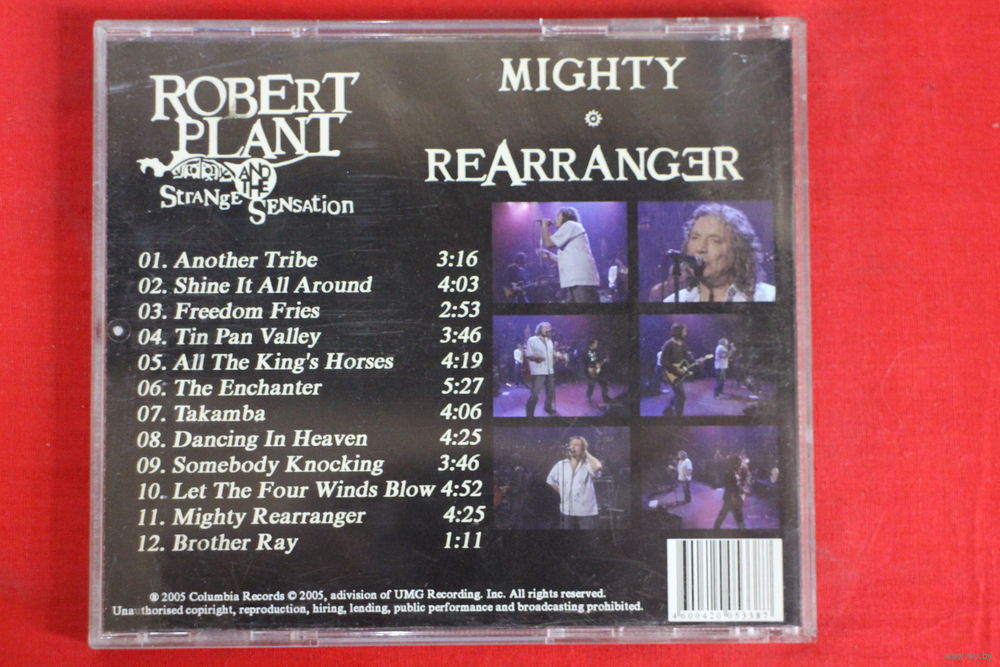 ROBERT
PLANT
AND
THE
STRANGE SENSATION
MIGHTY
REARRANGER
01. Another Tribe 3:16
02. Shine It All Around 4:03
03. Freedom Fries 2:53
04. Tin Pan Valley 3:46
05. All The King's Horses 4:19
06. The Enchanter 5:27
07. Takamba 4:06
08. Dancing In Heaven 4:25
09. Somebody Knocking 3:46
10. Let The Four Winds Blow 4:52
11. Mighty Rearranger 4:25
12. Brother Ray 1:11
℗ 2005 Columbia Records © 2005, adivision of UMG Recording. Inc. All rights reserved.
Unauthorised copiright, reproduction, hiring, lending, public performance and broadcasting prohibited.
4600420053387